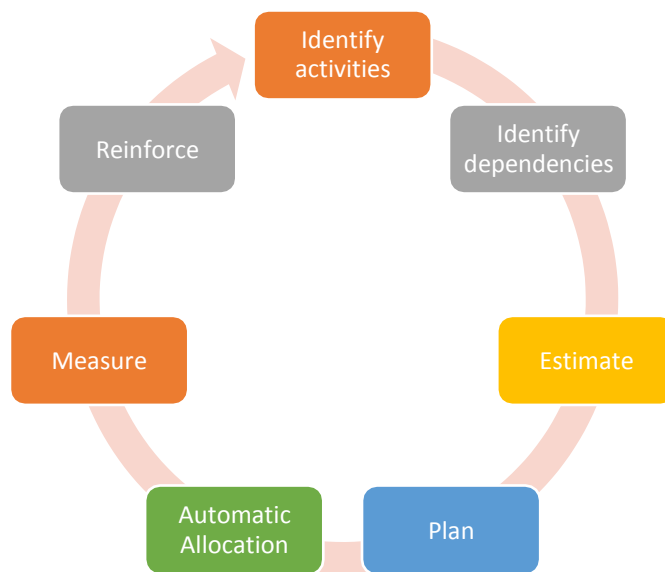 Identify
activities
Identify
dependencies
Estimate
Plan
Automatic
Allocation
Measure
Reinforce